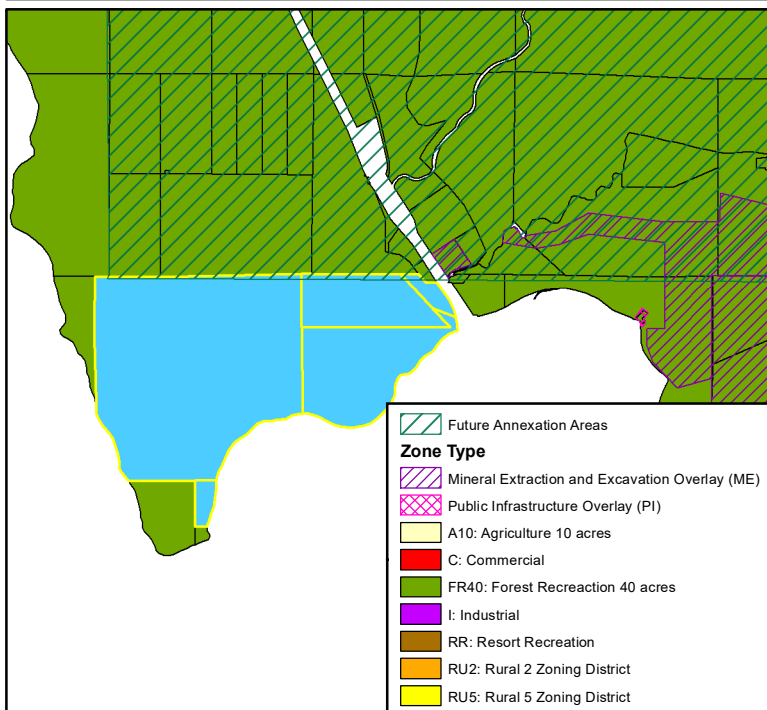 Future Annexation Areas
Zone Type
Mineral Extraction and Excavation Overlay (ME)
Public Infrastructure Overlay (PI)
A10: Agriculture 10 acres
C: Commercial
FR40: Forest Recreaction 40 acres
I: Industrial
RR: Resort Recreation
RU2: Rural 2 Zoning District
RU5: Rural 5 Zoning District